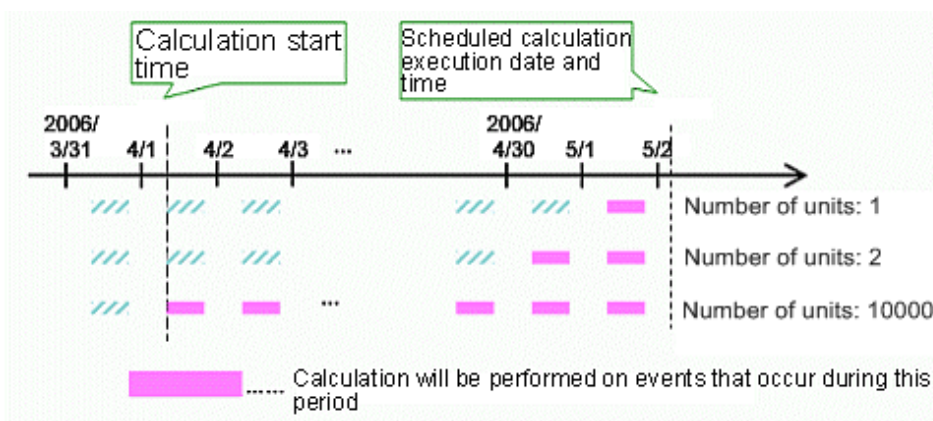 Calculation start
time
Scheduled calculation
execution date and
time
2006/
3/31 4/1 4/2 4/3 ...
2006/
4/30 5/1 5/2
Number of units: 1
Number of units: 2
... Number of units: 10000
...... Calculation will be performed on events that occur during this
period